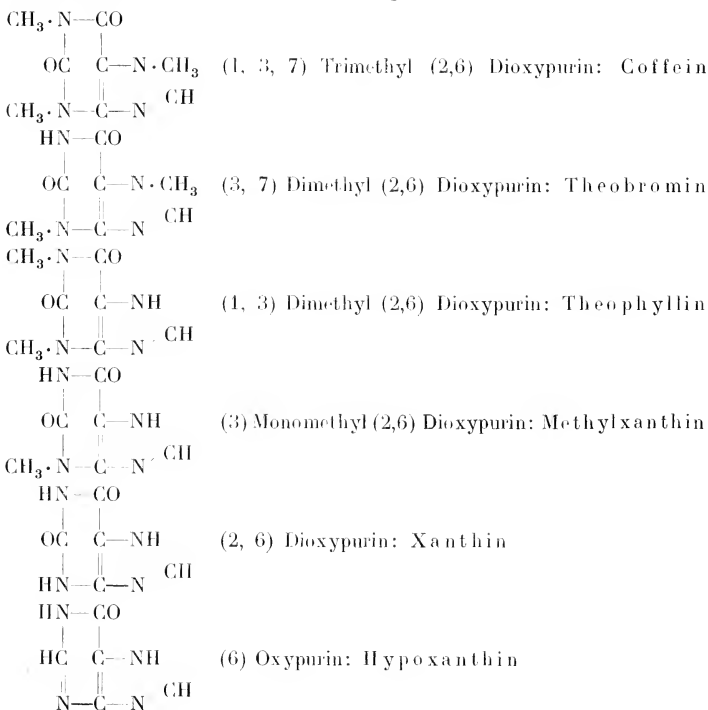 CH₃·N—CO
OC C—N·CH₃ (1, 3, 7) Trimethyl (2,6) Dioxypurin: Coffein
CH
CH₃·N—C—N
HN—CO
OC C—N·CH₃ (3, 7) Dimethyl (2,6) Dioxypurin: Theobromin
CH
CH₃·N—C—N
CH₃·N—CO
OC C—NH (1, 3) Dimethyl (2,6) Dioxypurin: Theophyllin
CH
CH₃·N—C—N
HN—CO
OC C—NH (3) Monomethyl (2,6) Dioxypurin: Methylxanthin
CH
CH₃·N—C—N
HN—CO
OC C—NH (2, 6) Dioxypurin: Xanthin
CH
HN—C—N
HN—CO
HC C—NH (6) Oxypurin: Hypoxanthin
CH
N—C—N